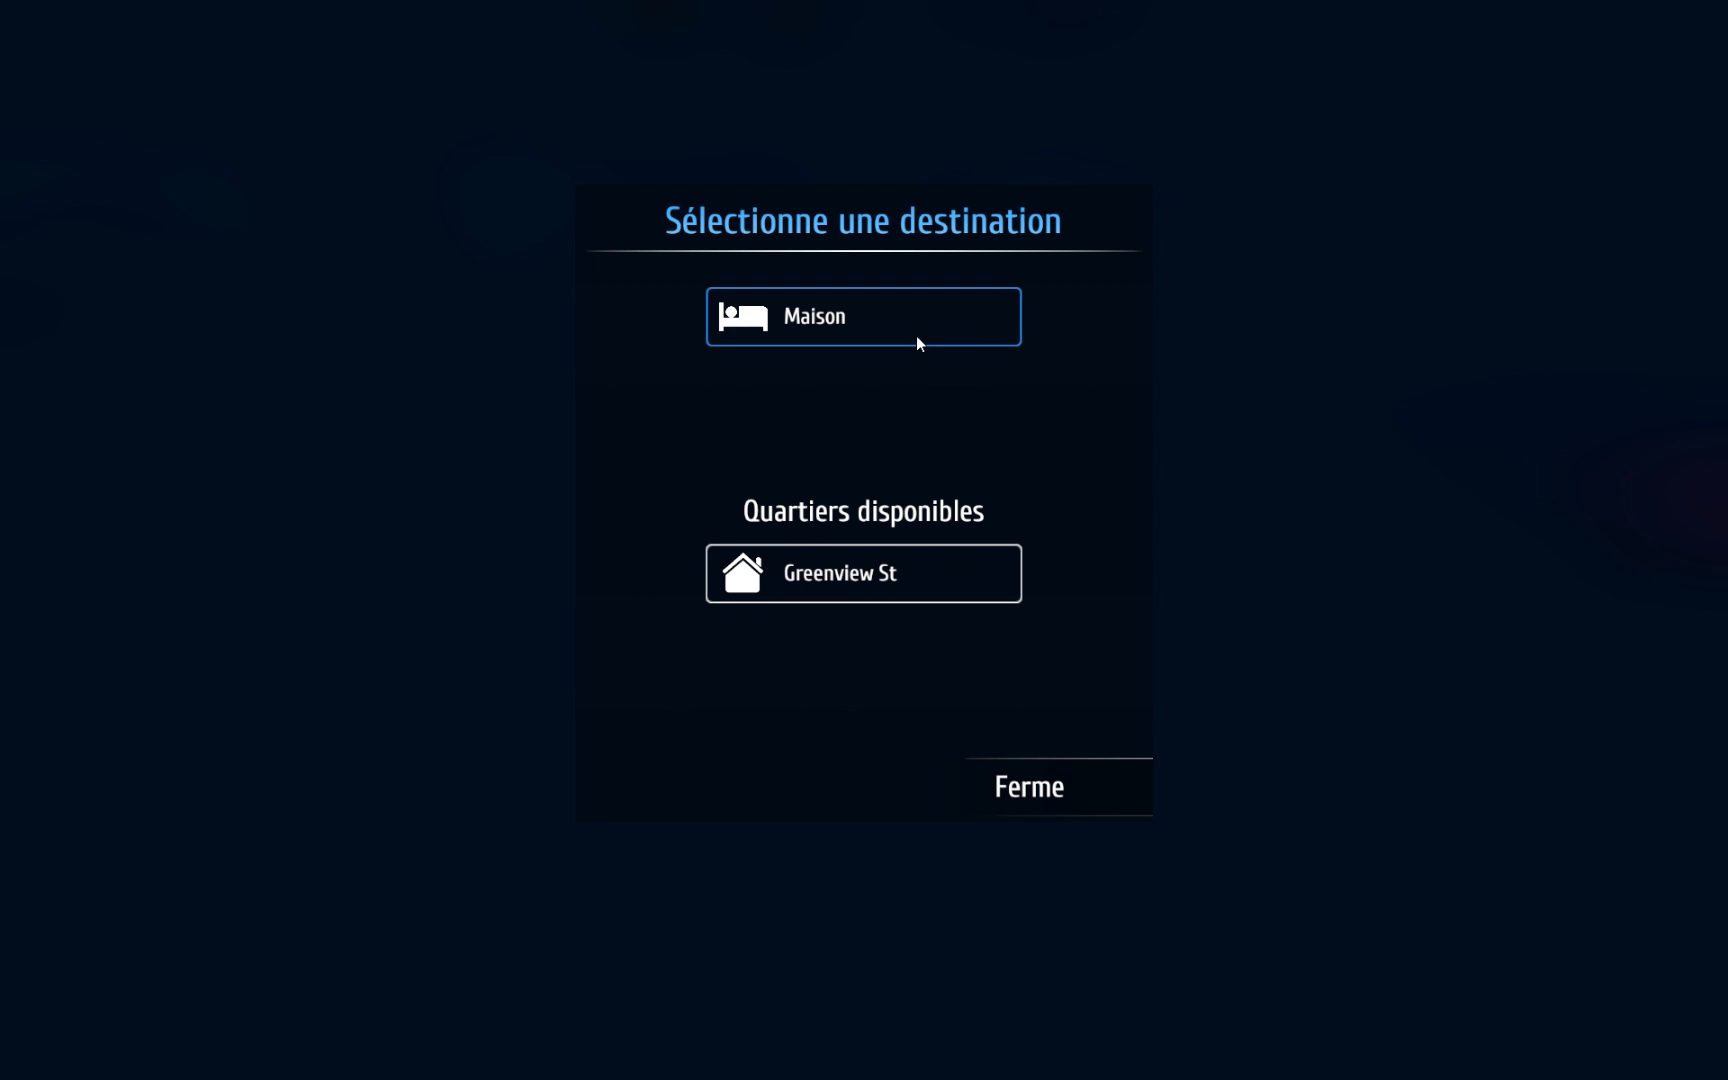 Sélectionne une destination
Maison
Quartiers disponibles
Greenview St
Ferme